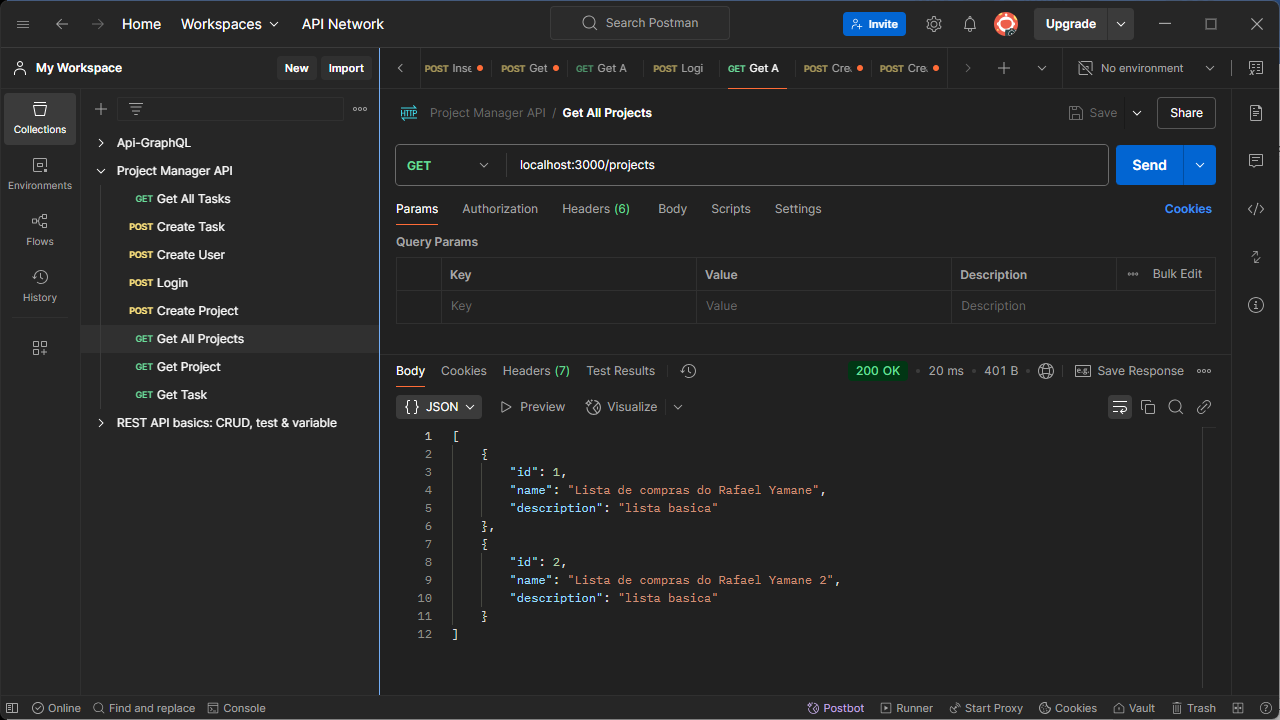 Home Workspaces API Network Search Postman Invite Upgrade
My Workspace New Import POST Inse POST Get GET Get A POST Logi GET Get A POST Cre POST Cre No environment
Collections
Environments
Flows
History
Api-GraphQL
Project Manager API
GET Get All Tasks
POST Create Task
POST Create User
POST Login
POST Create Project
GET Get All Projects
GET Get Project
GET Get Task
REST API basics: CRUD, test & variable
HTTP Project Manager API / Get All Projects Save Share
GET localhost:3000/projects Send
Params Authorization Headers (6) Body Scripts Settings Cookies
Query Params
Key Value Description Bulk Edit
Key Value Description
Body Cookies Headers (7) Test Results 200 OK 20 ms 401 B e.g. Save Response
{} JSON Preview Visualize
1 [
2 {
3 "id": 1,
4 "name": "Lista de compras do Rafael Yamane",
5 "description": "lista basica"
6 },
7 {
8 "id": 2,
9 "name": "Lista de compras do Rafael Yamane 2",
10 "description": "lista basica"
11 }
12 ]
Online Find and replace Console Postbot Runner Start Proxy Cookies Vault Trash